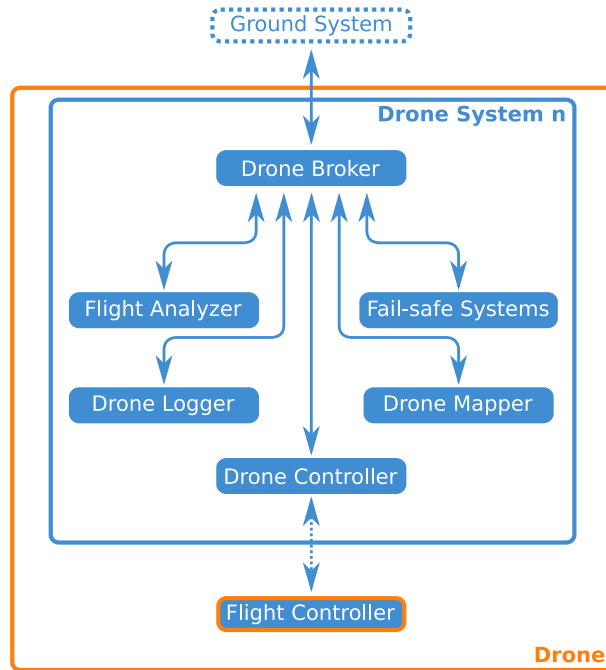 Ground System
Drone System n
Drone Broker
Flight Analyzer
Fail-safe Systems
Drone Logger
Drone Mapper
Drone Controller
Flight Controller
Drone